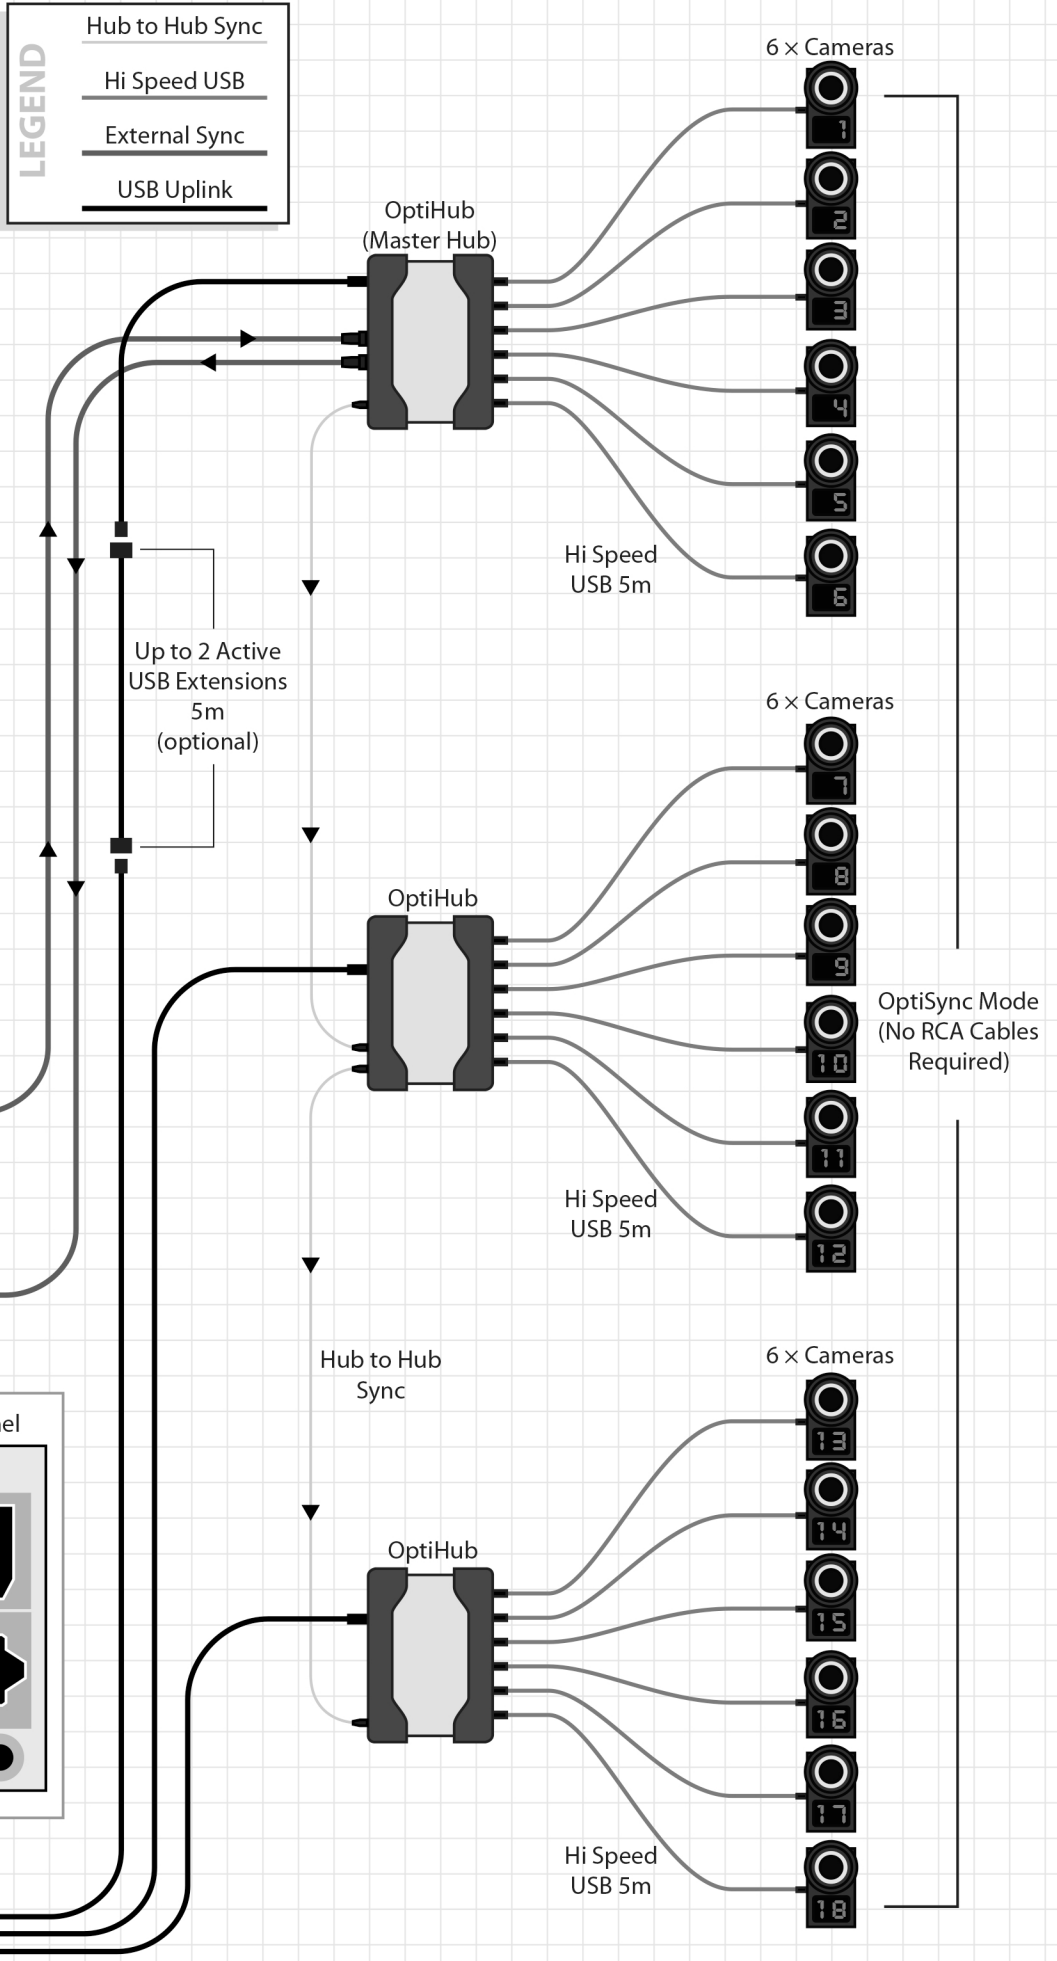 LEGEND
Hub to Hub Sync
Hi Speed USB
External Sync
USB Uplink
6 × Cameras
1
2
3
4
5
6
OptiHub
(Master Hub)
Hi Speed
USB 5m
Up to 2 Active
USB Extensions
5m
(optional)
6 × Cameras
7
8
9
10
11
12
OptiHub
OptiSync Mode
(No RCA Cables
Required)
Hi Speed
USB 5m
Hub to Hub
Sync
6 × Cameras
13
14
15
16
17
18
OptiHub
Hi Speed
USB 5m